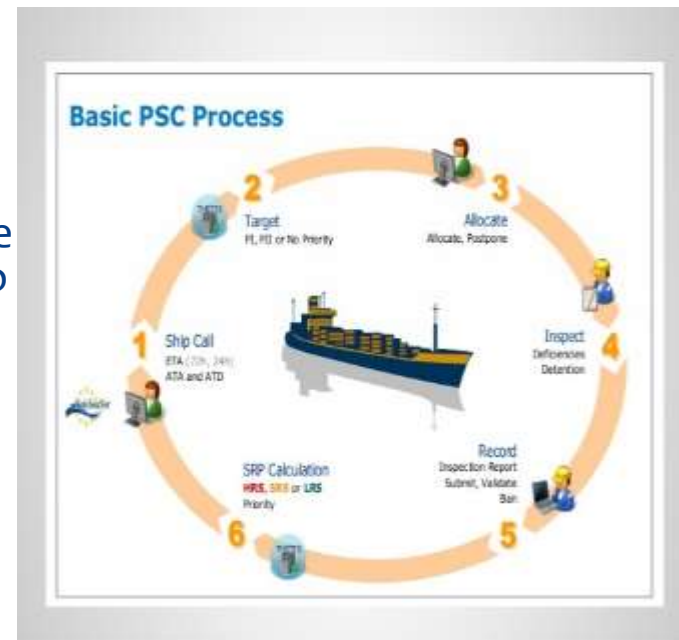 Basic PSC Process
2
Target
PI, PII or No Priority
3
Allocate
Allocate, Postpone
1
Ship Call
ETA (72h, 24h)
ATA and ATD
Inspect
Deficiencies
Detention
4
SRP Calculation
HRS, SRS or LRS
Priority
6
Record
Inspection Report
Submit, Validate
Ban
5